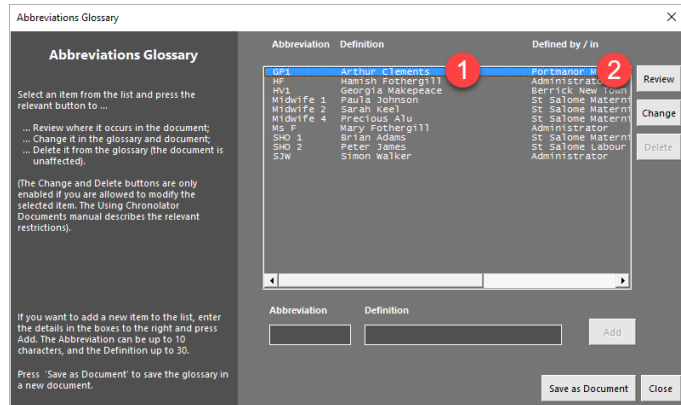 Abbreviations Glossary
Abbreviations Glossary
Select an item from the list and press the
relevant button to ...
... Review where it occurs in the document;
... Change it in the glossary and document;
... Delete it from the glossary (the document is
unaffected).
(The Change and Delete buttons are only
enabled if you are allowed to modify the
selected item. The Using Chronolator
Documents manual describes the relevant
restrictions).
If you want to add a new item to the list, enter
the details in the boxes to the right and press
Add. The Abbreviation can be up to 10
characters, and the Definition up to 30.
Press 'Save as Document' to save the glossary in
a new document.
Abbreviation Definition Defined by / in
GP1 Arthur Clements Portmanor M
HF Hamish Fothergill Administrato
HV1 Georgia Makepeace Berrick New Town
Midwife 1 Paula Johnson St Salome Materni
Midwife 2 Sarah Keel St Salome Materni
Midwife 4 Precious Alu St Salome Materni
Ms F Mary Fothergill Administrator
SHO 1 Brian Adams St Salome Materni
SHO 2 Peter James St Salome Labour
SJW Simon Walker Administrator
1
2
Review
Change
Delete
Abbreviation Definition
Add
Save as Document Close